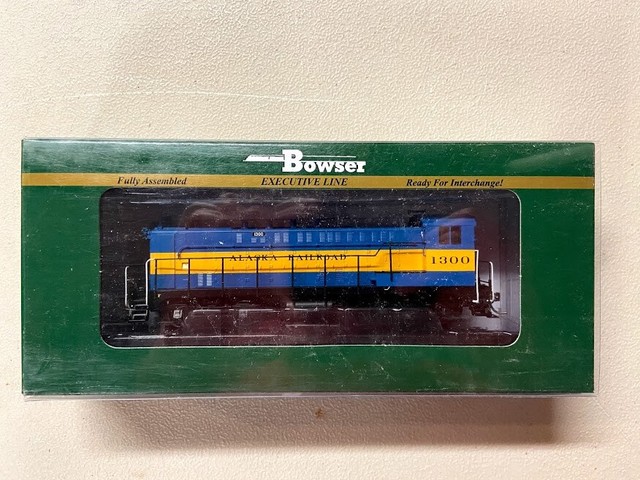 Bowser
Fully Assembled EXECUTIVE LINE Ready For Interchange!
1300
ALASKA RAILROAD 1300